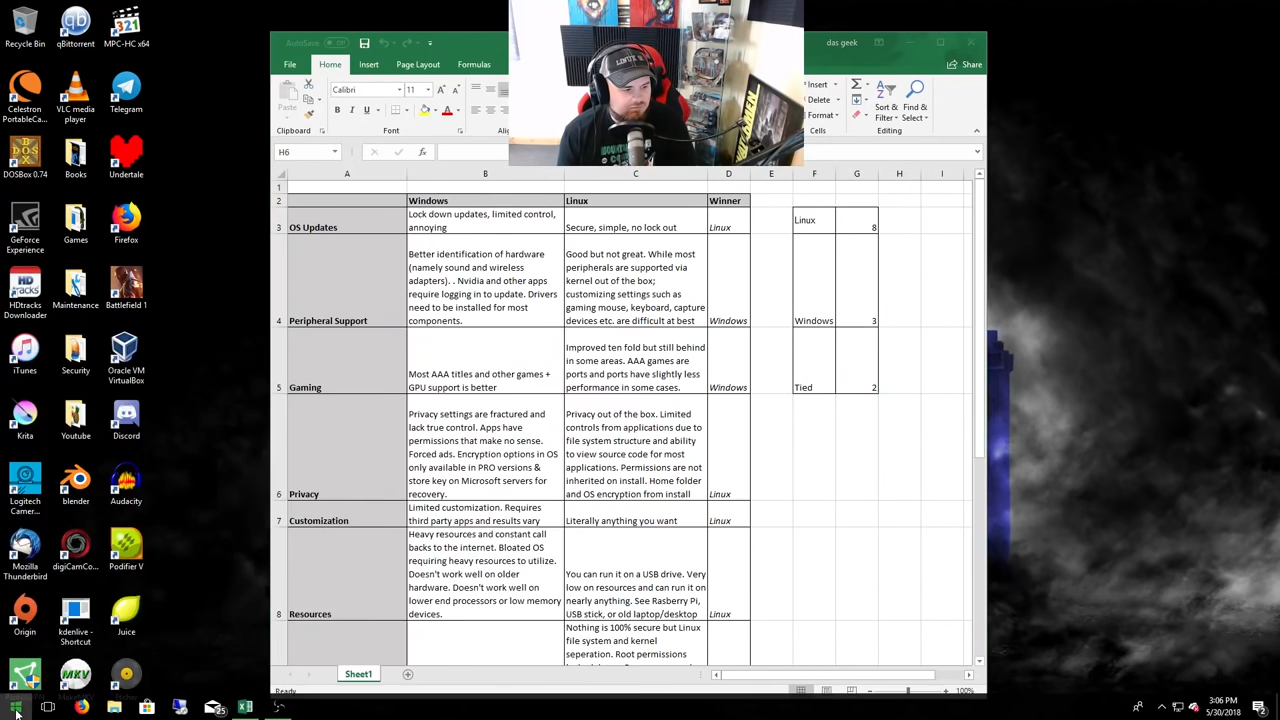 Recycle Bin
qBittorrent
MPC-HC x64
Celestron PortableCa...
VLC media player
Telegram
DOSBox 0.74
Books
Undertale
GeForce Experience
Games
Firefox
HDtracks Downloader
Maintenance
Battlefield 1
iTunes
Security
Oracle VM VirtualBox
Krita
Youtube
Discord
Logitech Camer...
blender
Audacity
Mozilla Thunderbird
digiCamCo...
Podifier V
Origin
kdenlive - Shortcut
Juice
AutoSave
Off
das geek
File
Home
Insert
Page Layout
Formulas
Share
Paste
Calibri
11
B I U
Insert
Delete
Format
Sort & Filter
Find & Select
Clipboard
Font
Cells
Editing
H6
fx
A B C D E F G H I
1
2
Windows
Linux
Winner
3
OS Updates
Lock down updates, limited control,
annoying
Secure, simple, no lock out
Linux
Linux
8
4
Peripheral Support
Better identification of hardware
(namely sound and wireless
adapters). . Nvidia and other apps
require logging in to update. Drivers
need to be installed for most
components.
Good but not great. While most
peripherals are supported via
kernel out of the box;
customizing settings such as
gaming mouse, keyboard, capture
devices etc. are difficult at best
Windows
Windows
3
5
Gaming
Most AAA titles and other games +
GPU support is better
Improved ten fold but still behind
in some areas. AAA games are
ports and ports have slightly less
performance in some cases.
Windows
Tied
2
6
Privacy
Privacy settings are fractured and
lack true control. Apps have
permissions that make no sense.
Forced ads. Encryption options in OS
only available in PRO versions &
store key on Microsoft servers for
recovery.
Privacy out of the box. Limited
controls from applications due to
file system structure and ability
to view source code for most
applications. Permissions are not
inherited on install. Home folder
and OS encryption from install
Linux
7
Customization
Limited customization. Requires
third party apps and results vary
Literally anything you want
Linux
8
Resources
Heavy resources and constant call
backs to the internet. Bloated OS
requiring heavy resources to utilize.
Doesn't work well on older
hardware. Doesn't work well on
lower end processors or low memory
devices.
You can run it on a USB drive. Very
low on resources and can run it on
nearly anything. See Rasberry Pi,
USB stick, or old laptop/desktop
Linux
Nothing is 100% secure but Linux
file system and kernel
seperation. Root permissions
Sheet1
Ready
100%
25
3:06 PM
5/30/2018
2